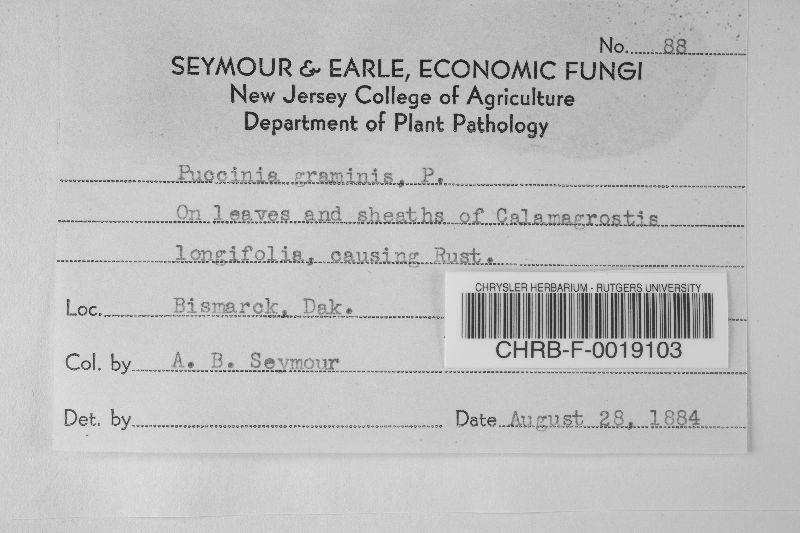 No. 88
SEYMOUR & EARLE, ECONOMIC FUNGI
New Jersey College of Agriculture
Department of Plant Pathology
Puccinia graminis, P.
On leaves and sheaths of Calamagrostis
longifolia, causing Rust.
Loc. Bismarck, Dak.
CHRYSLER HERBARIUM - RUTGERS UNIVERSITY
CHRB-F-0019103
Col. by A. B. Seymour
Det. by
Date August 28, 1884